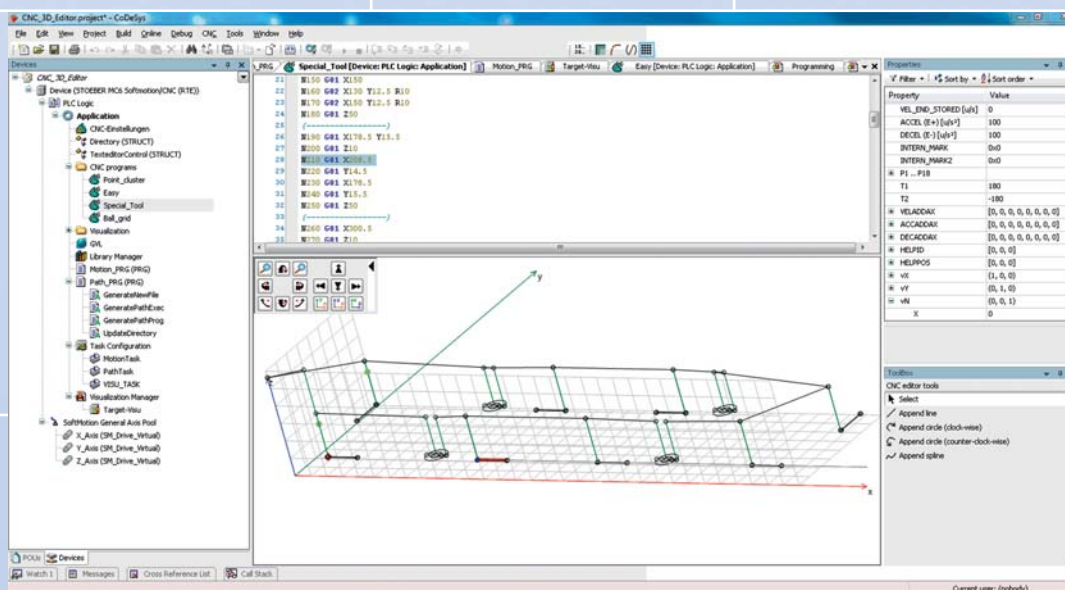 CNC_3D_Editor.project* - CoDeSys
File Edit View Project Build Online Debug CNC Tools Window Help
Devices
CNC_3D_Editor
Device (STOEBER MC6 Softmotion/CNC (RTE))
PLC Logic
Application
CNC-Einstellungen
Directory (STRUCT)
TexteditorControl (STRUCT)
CNC programs
Point_cluster
Easy
Special_Tool
Ball_grid
Visualization
GVL
Library Manager
Motion_PRG (PRG)
Path_PRG (PRG)
GenerateNewFile
GeneratePathExec
GeneratePathProg
UpdateDirectory
Task Configuration
MotionTask
PathTask
VISU_TASK
Visualization Manager
Target-Visu
SoftMotion General Axis Pool
X_Axis (SM_Drive_Virtual)
Y_Axis (SM_Drive_Virtual)
Z_Axis (SM_Drive_Virtual)
POUs Devices
_PRG Special_Tool [Device: PLC Logic: Application] Motion_PRG Target-Visu Easy [Device: PLC Logic: Application] Programming
21 N150 G01 X150
22 N160 G02 X130 Y12.5 R10
23 N170 G02 X150 Y12.5 R10
24 N180 G01 Z50
25 (------------------)
26 N190 G01 X178.5 Y15.5
27 N200 G01 Z10
28 N210 G01 X208.5
29 N220 G01 Y14.5
30 N230 G01 X178.5
31 N240 G01 Y15.5
32 N250 G01 Z50
33 (------------------)
34 N260 G01 X300.5
35 N270 G01 Z10
y
z
x
Properties
Filter Sort by Sort order
Property Value
VEL_END_STORED [u/s] 0
ACCEL (E+) [u/s²] 100
DECEL (E-) [u/s²] 100
INTERN_MARK 0x0
INTERN_MARK2 0x0
P1 ... P18
T1 180
T2 -180
VELADDAX [0, 0, 0, 0, 0, 0, 0, 0]
ACCADDAX [0, 0, 0, 0, 0, 0, 0, 0]
DECADDAX [0, 0, 0, 0, 0, 0, 0, 0]
HELPID [0, 0, 0]
HELPPOS [0, 0, 0]
vX (1, 0, 0)
vY (0, 1, 0)
vN (0, 0, 1)
X 0
ToolBox
CNC editor tools
Select
Append line
Append circle (clock-wise)
Append circle (counter-clock-wise)
Append spline
Watch 1 Messages Cross Reference List Call Stack
Current user: (nobody)